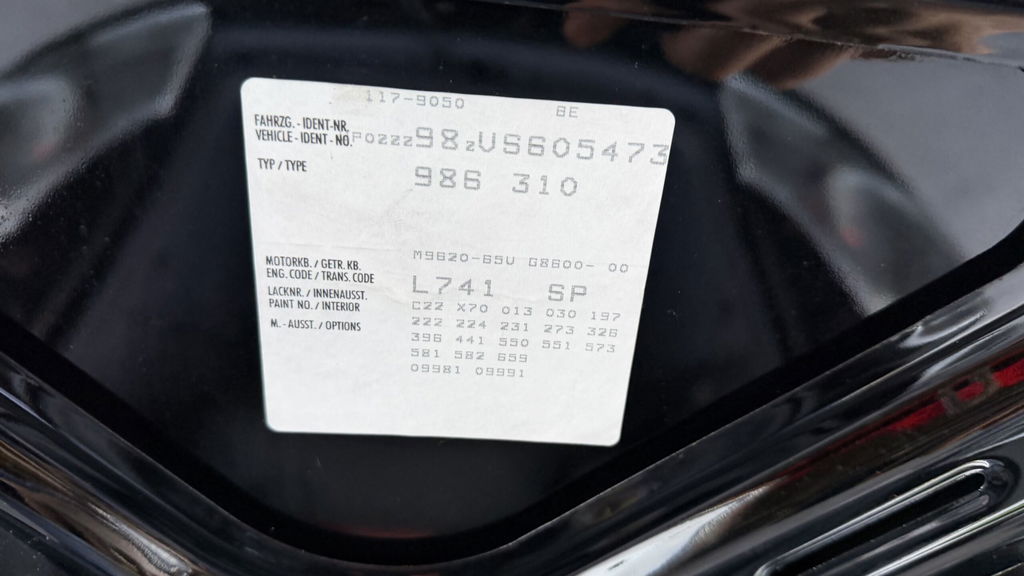 117-9050 BE
FAHRZG. - IDENT-NR.
VEHICLE - IDENT - NO. P0ZZZ98ZVS605473
TYP / TYPE 986 310
MOTORKB. / GETR. KB. M9620-65U G8600- 00
ENG. CODE / TRANS. CODE
LACKNR. / INNENAUSST. L741 SP
PAINT NO. / INTERIOR
M. - AUSST. / OPTIONS C22 X70 013 030 197
222 224 231 273 326
396 441 550 551 573
581 582 659
09981 09991